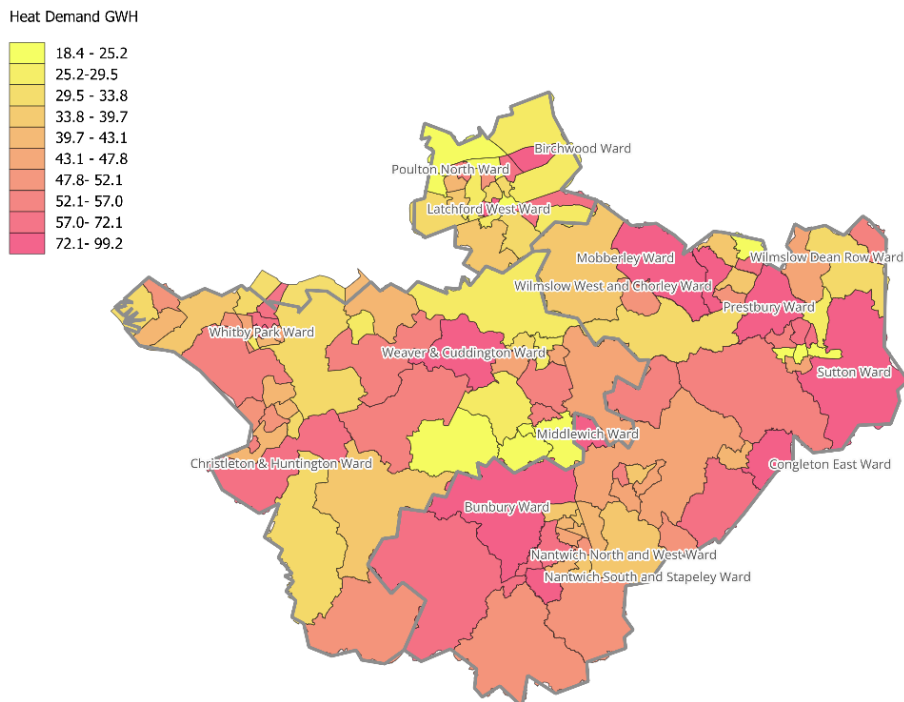 Heat Demand GWH
18.4 - 25.2
25.2-29.5
29.5 - 33.8
33.8 - 39.7
39.7 - 43.1
43.1 - 47.8
47.8- 52.1
52.1 - 57.0
57.0- 72.1
72.1- 99.2
Birchwood Ward
Poulton North Ward
Latchford West Ward
Mobberley Ward
Wilmslow Dean Row Ward
Wilmslow West and Chorley Ward
Prestbury Ward
Whitby Park Ward
Weaver & Cuddington Ward
Sutton Ward
Middlewich Ward
Christleton & Huntington Ward
Congleton East Ward
Bunbury Ward
Nantwich North and West Ward
Nantwich South and Stapeley Ward